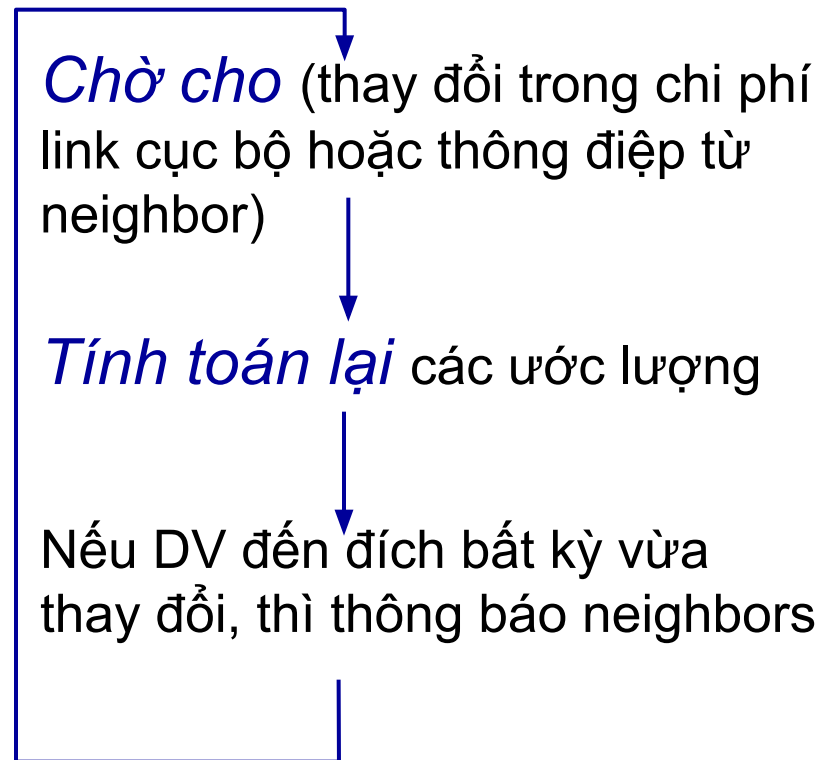 Chờ cho (thay đổi trong chi phí
link cục bộ hoặc thông điệp từ
neighbor)
Tính toán lại các ước lượng
Nếu DV đến đích bất kỳ vừa
thay đổi, thì thông báo neighbors